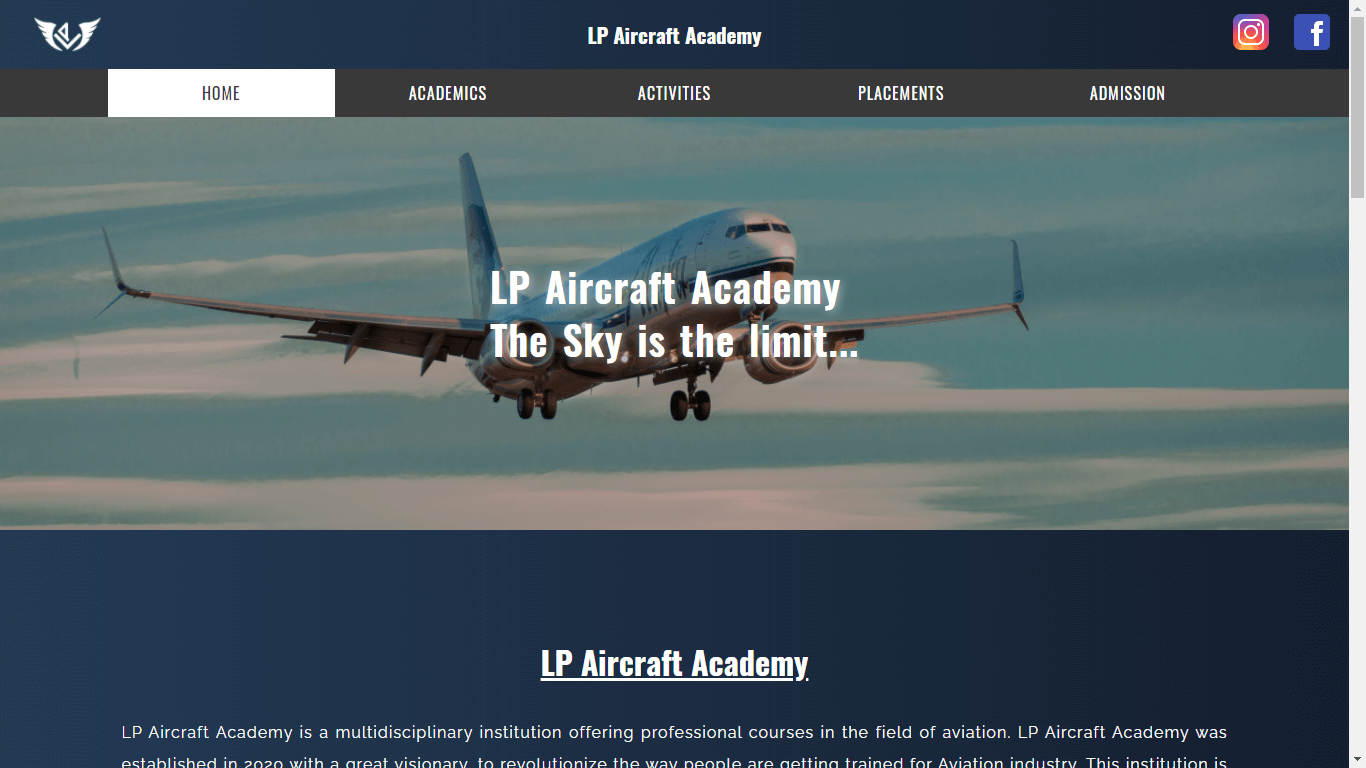 LP Aircraft Academy
HOME ACADEMICS ACTIVITIES PLACEMENTS ADMISSION
LP Aircraft Academy
The Sky is the limit...
LP Aircraft Academy
LP Aircraft Academy is a multidisciplinary institution offering professional courses in the field of aviation. LP Aircraft Academy was
established in 2020 with a great visionary, to revolutionize the way people are getting trained for Aviation industry. This institution is